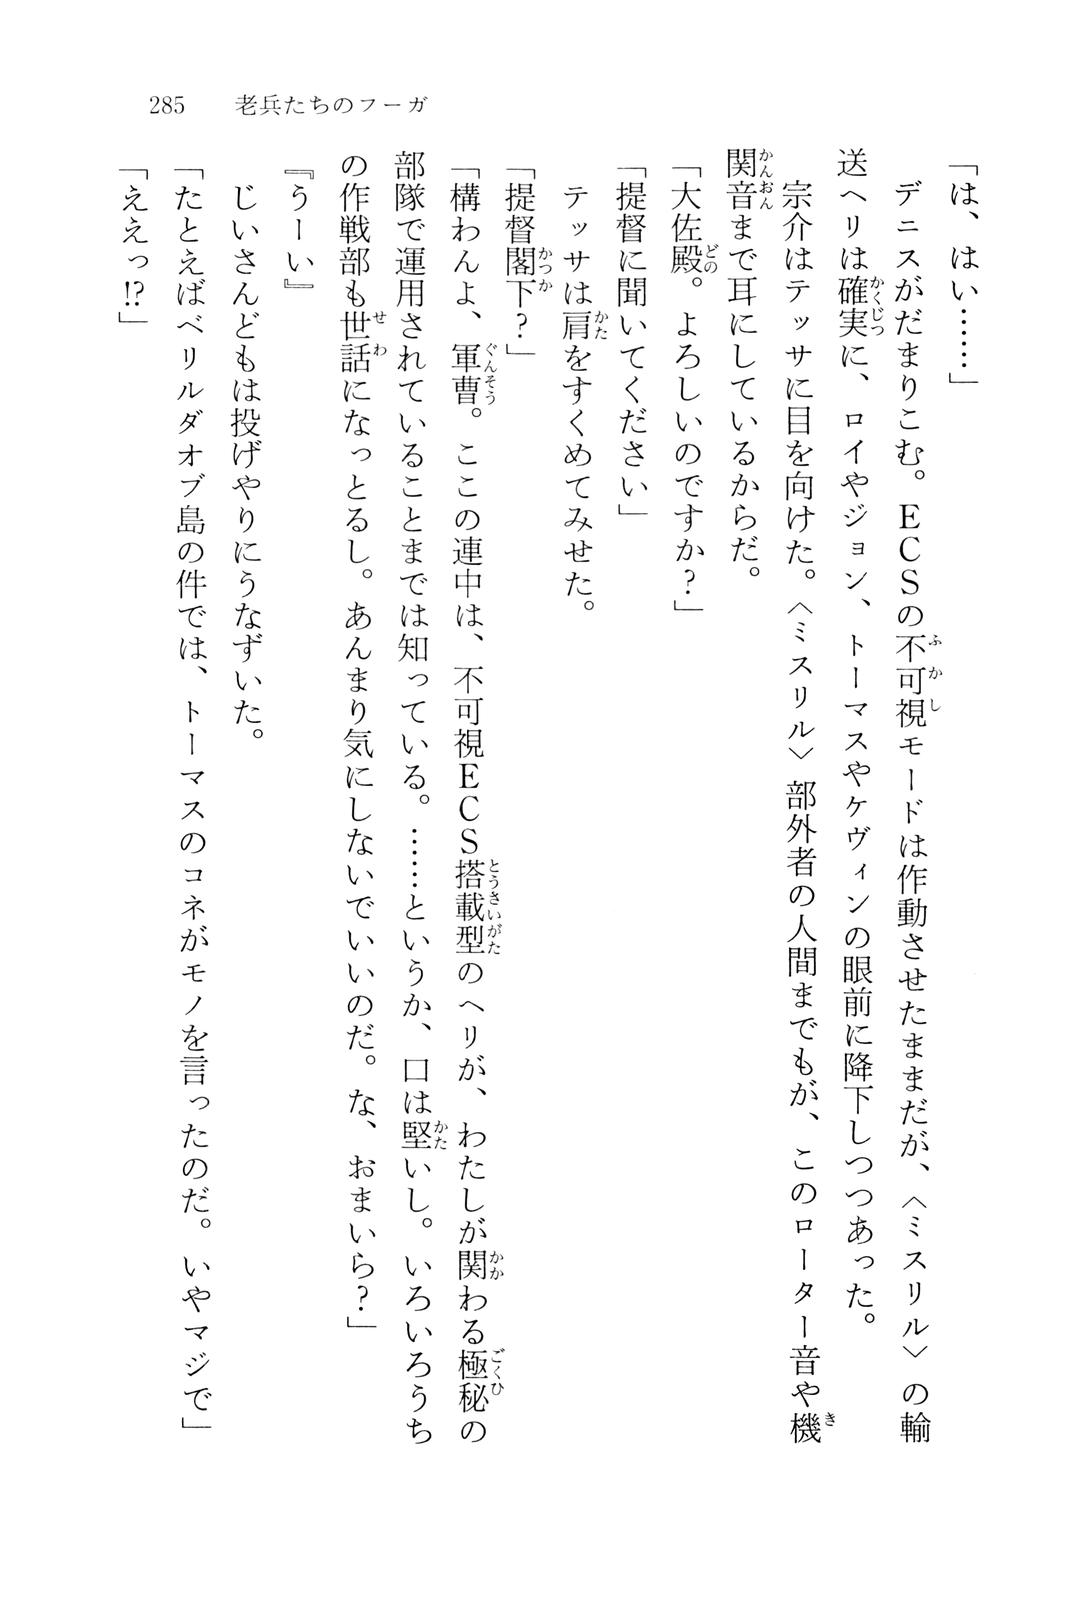 285　老兵たちのフーガ
「は、はい……」
　デニスがだまりこむ。ＥＣＳの不可視モードは作動させたままだが、〈ミスリル〉の輸
送ヘリは確実に、ロイやジョン、トーマスやケヴィンの眼前に降下しつつあった。
　宗介はテッサに目を向けた。〈ミスリル〉部外者の人間までもが、このローター音や機
関音まで耳にしているからだ。
「大佐殿。よろしいのですか？」
「提督に聞いてください」
　テッサは肩をすくめてみせた。
「提督閣下？」
「構わんよ、軍曹。ここの連中は、不可視ＥＣＳ搭載型のヘリが、わたしが関わる極秘の
部隊で運用されていることまでは知っている。……というか、口は堅いし。いろいろうち
の作戦部も世話になっとるし。あんまり気にしないでいいのだ。な、おまいら？」
『うーい』
　じいさんどもは投げやりにうなずいた。
「たとえばベリルダオブ島の件では、トーマスのコネがモノを言ったのだ。いやマジで」
「ええっ!?」